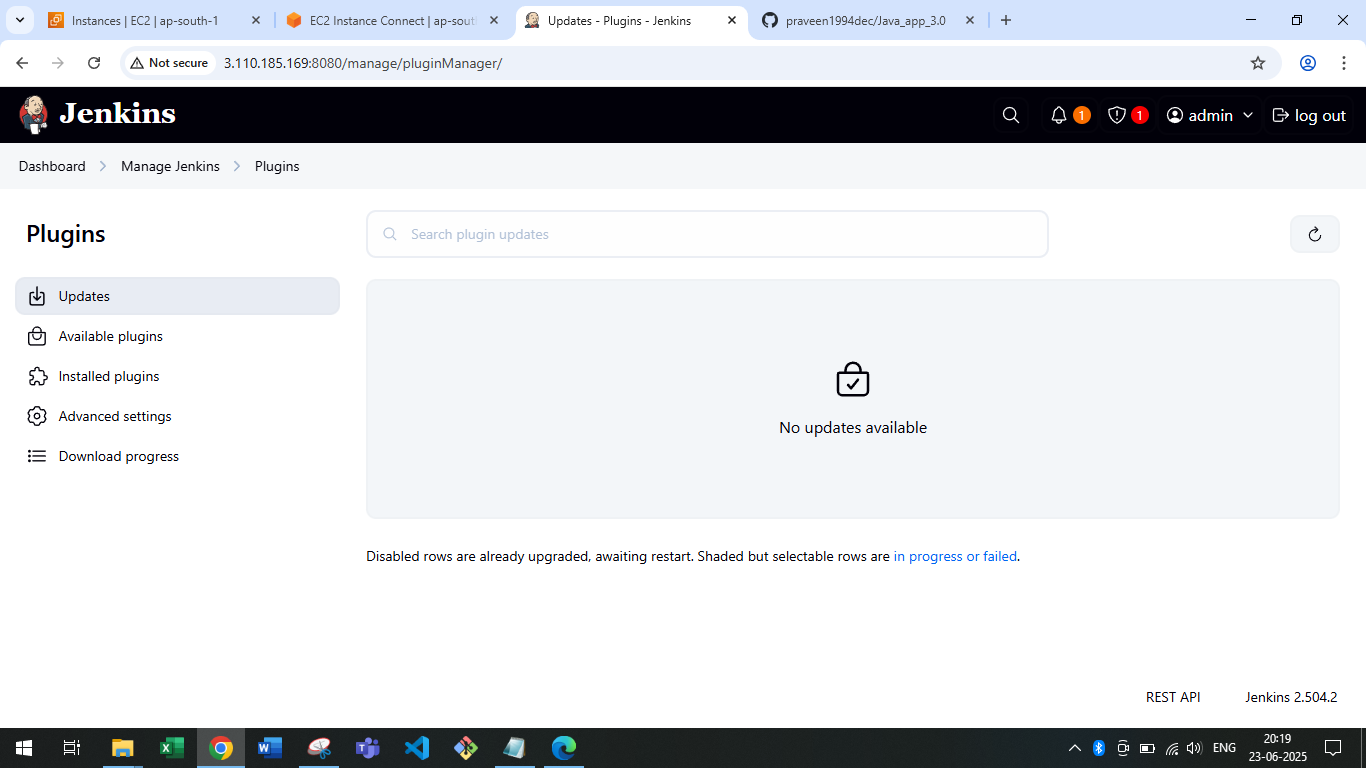 Instances | EC2 | ap-south-1
EC2 Instance Connect | ap-sout
Updates - Plugins - Jenkins
praveen1994dec/Java_app_3.0
Not secure
3.110.185.169:8080/manage/pluginManager/
Jenkins
1
1
admin
log out
Dashboard
Manage Jenkins
Plugins
Plugins
Search plugin updates
Updates
Available plugins
Installed plugins
Advanced settings
Download progress
No updates available
Disabled rows are already upgraded, awaiting restart. Shaded but selectable rows are in progress or failed.
REST API
Jenkins 2.504.2
ENG
20:19
23-06-2025